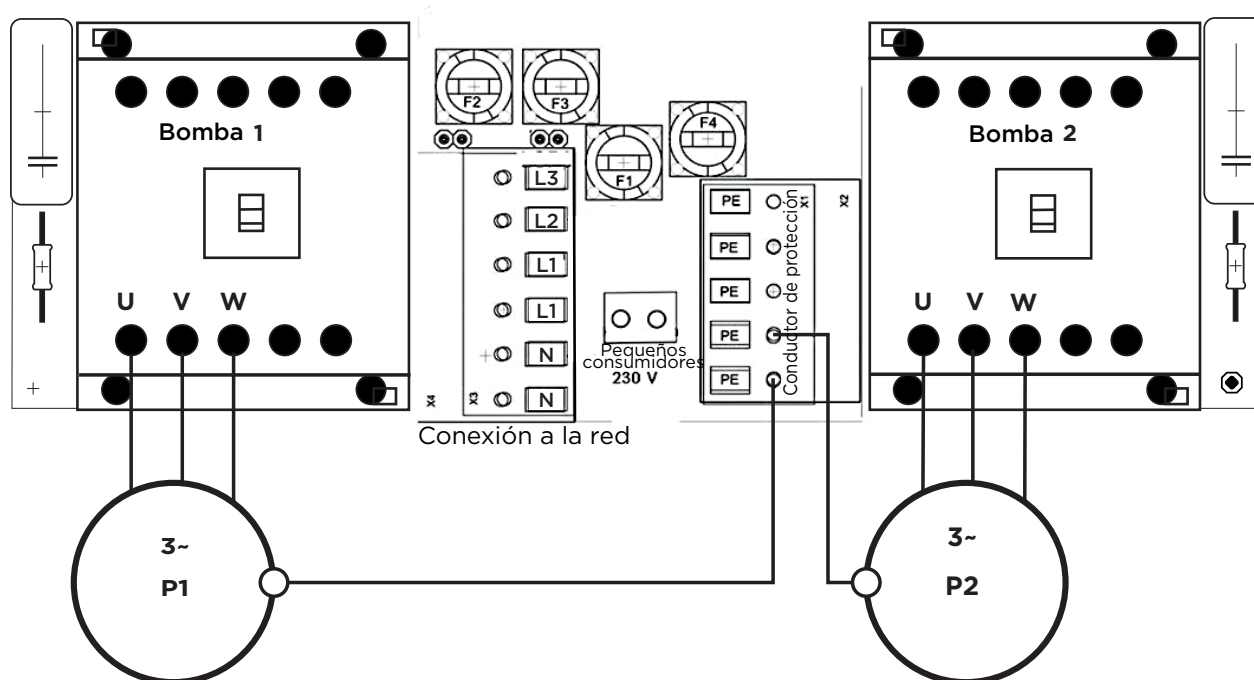 Bomba 1
U V W
3~
P1
F2
F3
F1
F4
L3
L2
L1
L1
N
N
X4
X3
Conexión a la red
Pequeños
consumidores
230 V
PE
PE
PE
PE
PE
Conductor de protección
X1
X2
Bomba 2
U V W
3~
P2